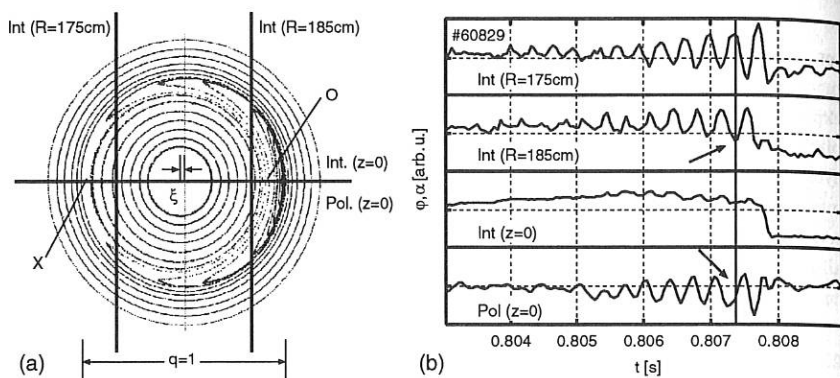 (a)
Int (R=175cm)
Int (R=185cm)
O
Int. (z=0)
ξ
Pol. (z=0)
X
q=1
(b)
#60829
Int (R=175cm)
Int (R=185cm)
Int (z=0)
Pol (z=0)
φ,α [arb. u.]
0.804 0.805 0.806 0.807 0.808
t [s]